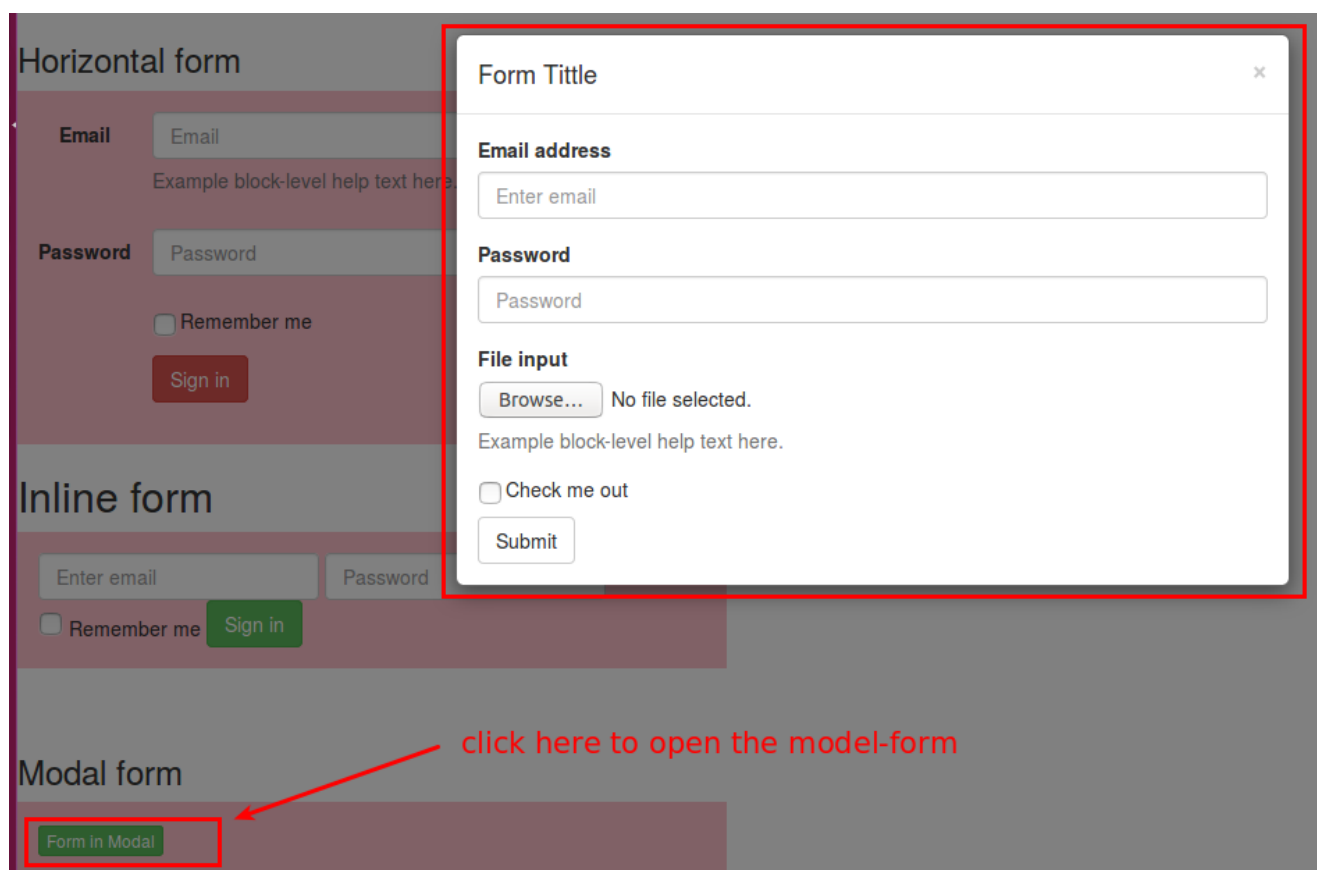 Horizontal form
Email
Email
Example block-level help text here.
Password
Password
Remember me
Sign in
Inline form
Enter email
Password
Remember me
Sign in
Modal form
Form in Modal
Form Tittle
×
Email address
Enter email
Password
Password
File input
Browse... No file selected.
Example block-level help text here.
Check me out
Submit
click here to open the model-form